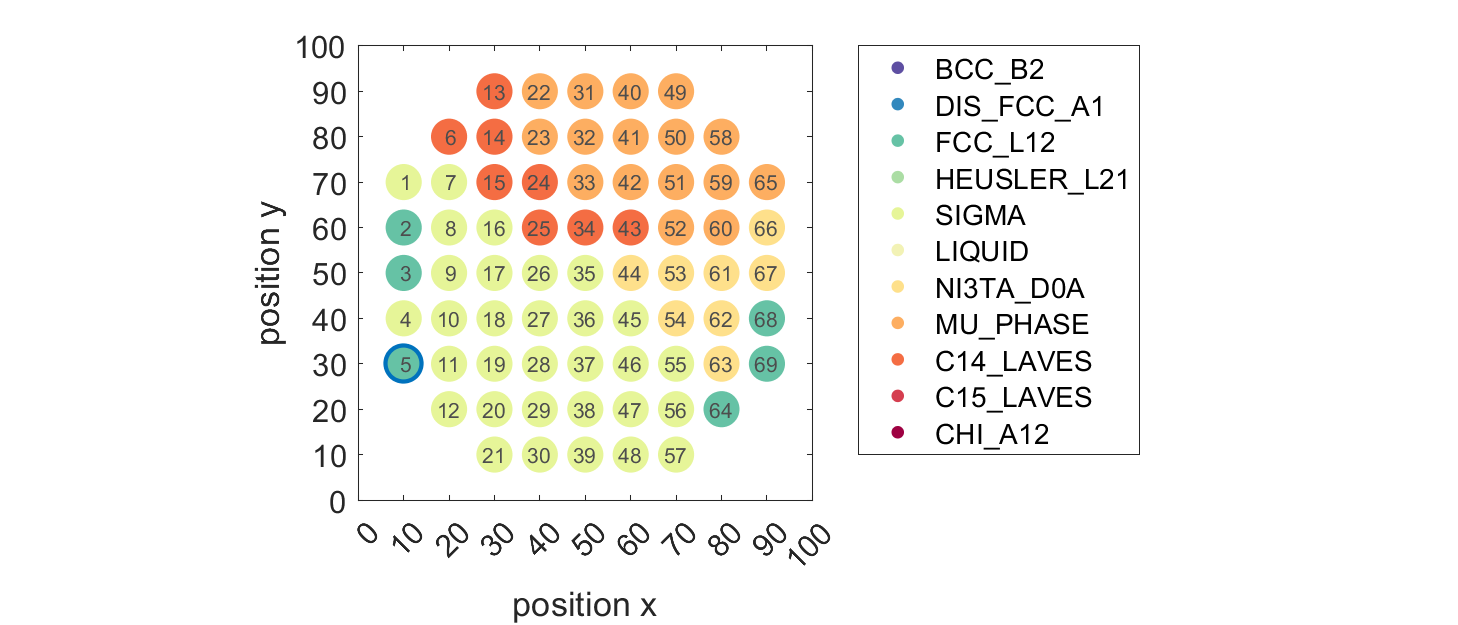 100
90 13 22 31 40 49
80 6 14 23 32 41 50 58
70 1 7 15 24 33 42 51 59 65
60 2 8 16 25 34 43 52 60 66
50 3 9 17 26 35 44 53 61 67
40 4 10 18 27 36 45 54 62 68
30 5 11 19 28 37 46 55 63 69
20 12 20 29 38 47 56 64
10 21 30 39 48 57
0
0 10 20 30 40 50 60 70 80 90 100
position x
position y
BCC_B2
DIS_FCC_A1
FCC_L12
HEUSLER_L21
SIGMA
LIQUID
NI3TA_D0A
MU_PHASE
C14_LAVES
C15_LAVES
CHI_A12